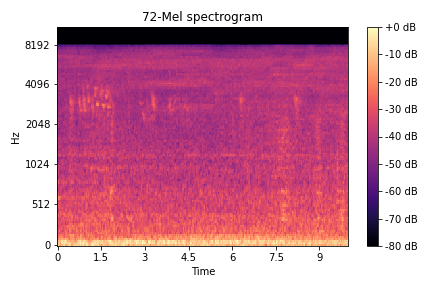 72-Mel spectrogram
Hz
8192
4096
2048
1024
512
0
0 1.5 3 4.5 6 7.5 9
Time
+0 dB
-10 dB
-20 dB
-30 dB
-40 dB
-50 dB
-60 dB
-70 dB
-80 dB